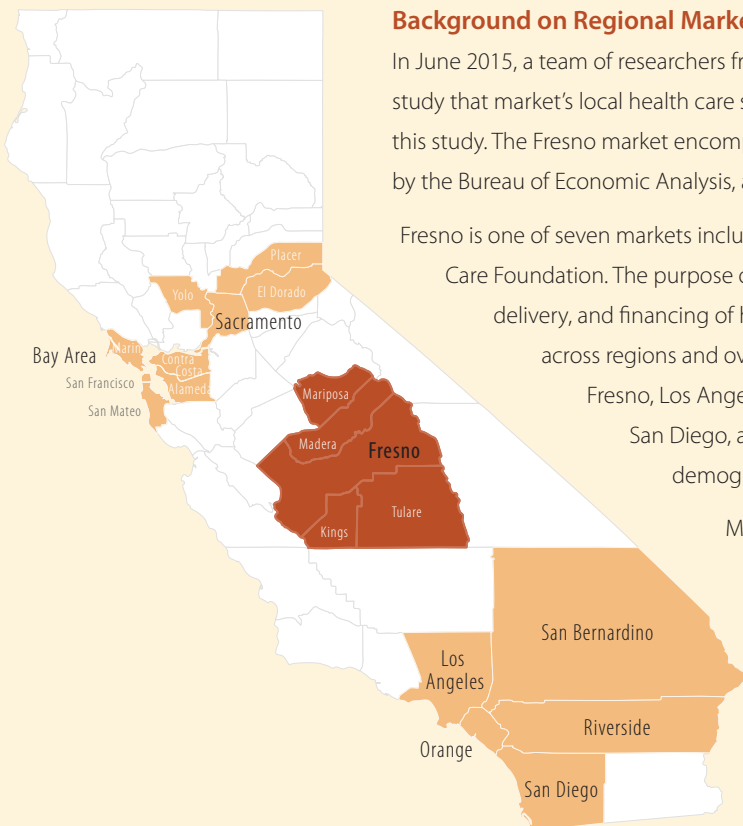 Background on Regional Marke
In June 2015, a team of researchers fr
study that market’s local health care s
this study. The Fresno market encomp
by the Bureau of Economic Analysis, a
Fresno is one of seven markets inclu
Care Foundation. The purpose o
delivery, and financing of h
across regions and ov
Fresno, Los Ange
San Diego, a
demog
M
Placer
El Dorado
Yolo
Sacramento
Bay Area
Marin
Contra
Costa
San Francisco
Alameda
San Mateo
Mariposa
Madera
Fresno
Tulare
Kings
San Bernardino
Los
Angeles
Riverside
Orange
San Diego